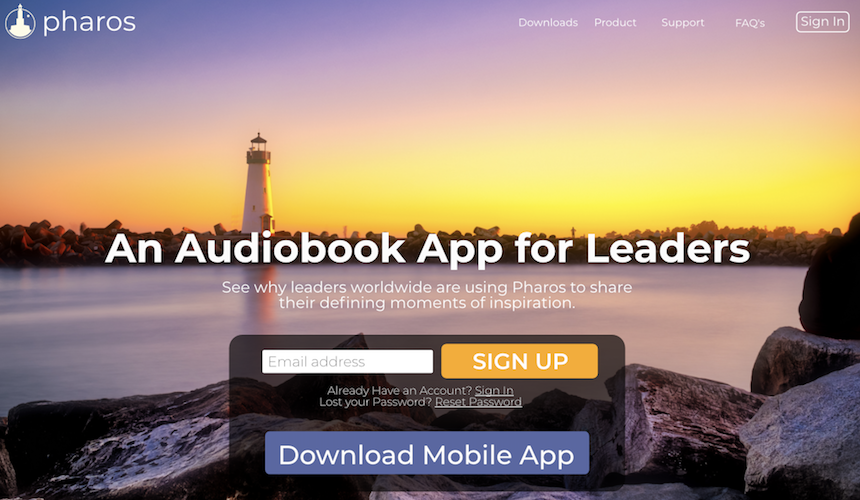 pharos
Downloads Product Support FAQ's Sign In
An Audiobook App for Leaders
See why leaders worldwide are using Pharos to share
their defining moments of inspiration.
Email address SIGN UP
Already Have an Account? Sign In
Lost your Password? Reset Password
Download Mobile App